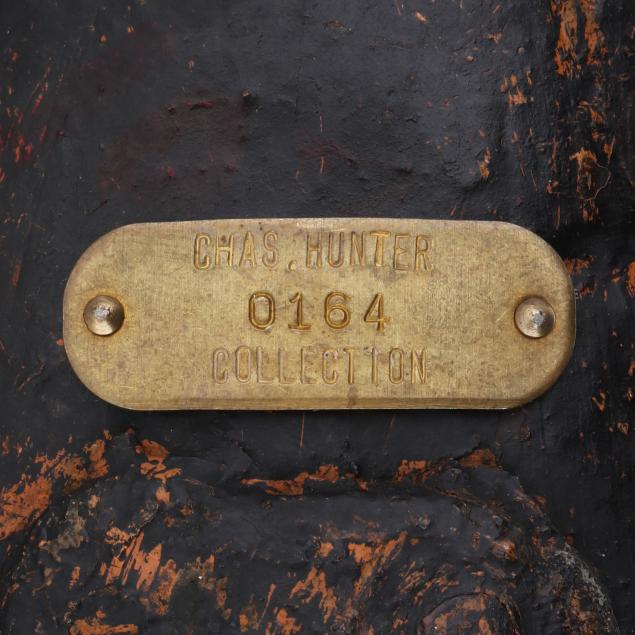 CHAS. HUNTER
0164
COLLECTION